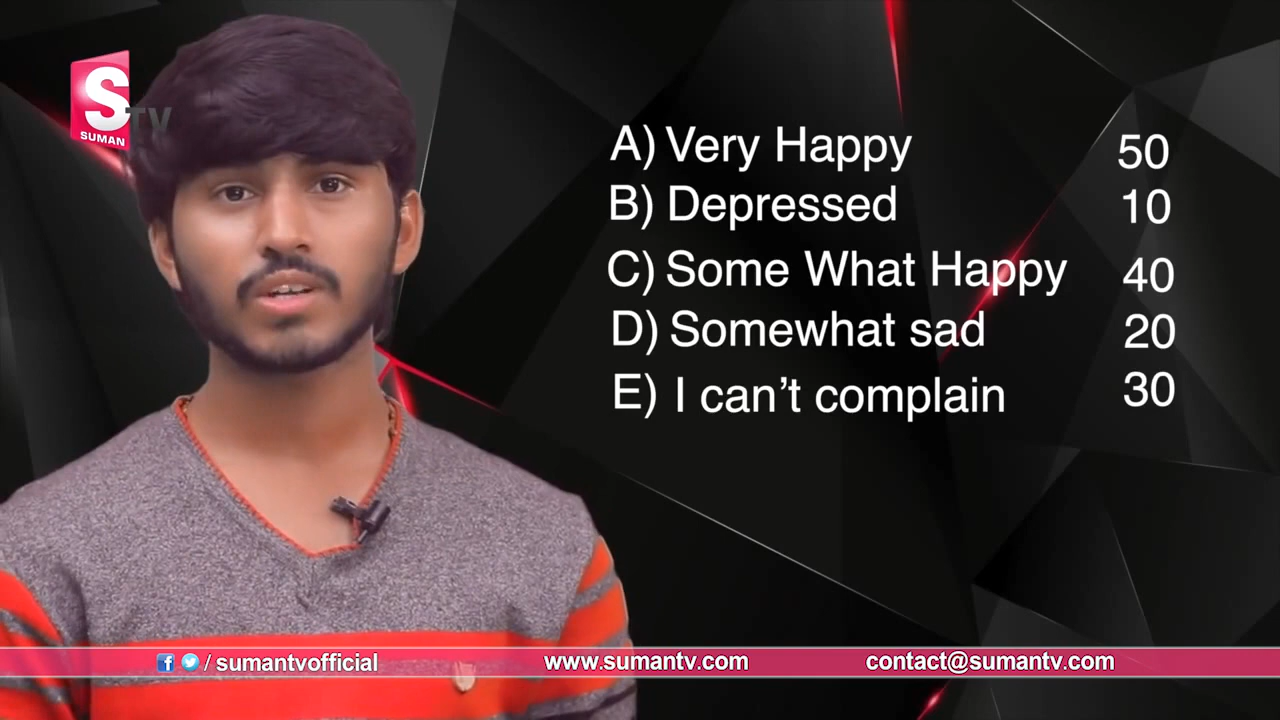 S
TV
SUMAN
A) Very Happy 50
B) Depressed 10
C) Some What Happy 40
D) Somewhat sad 20
E) I can't complain 30
/ sumantvofficial www.sumantv.com contact@sumantv.com